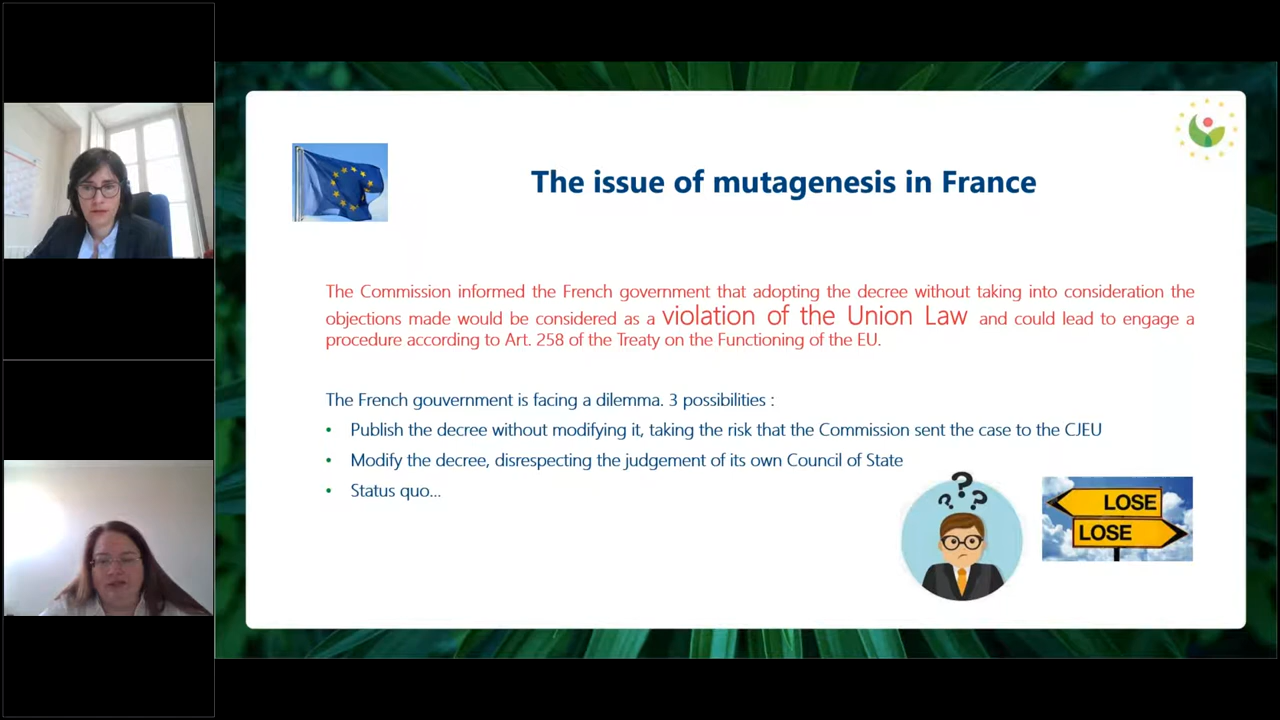 The issue of mutagenesis in France
The Commission informed the French government that adopting the decree without taking into consideration the
objections made would be considered as a violation of the Union Law and could lead to engage a
procedure according to Art. 258 of the Treaty on the Functioning of the EU.
The French gouvernment is facing a dilemma. 3 possibilities :
• Publish the decree without modifying it, taking the risk that the Commission sent the case to the CJEU
• Modify the decree, disrespecting the judgement of its own Council of State
• Status quo...
? ? ?
LOSE
LOSE